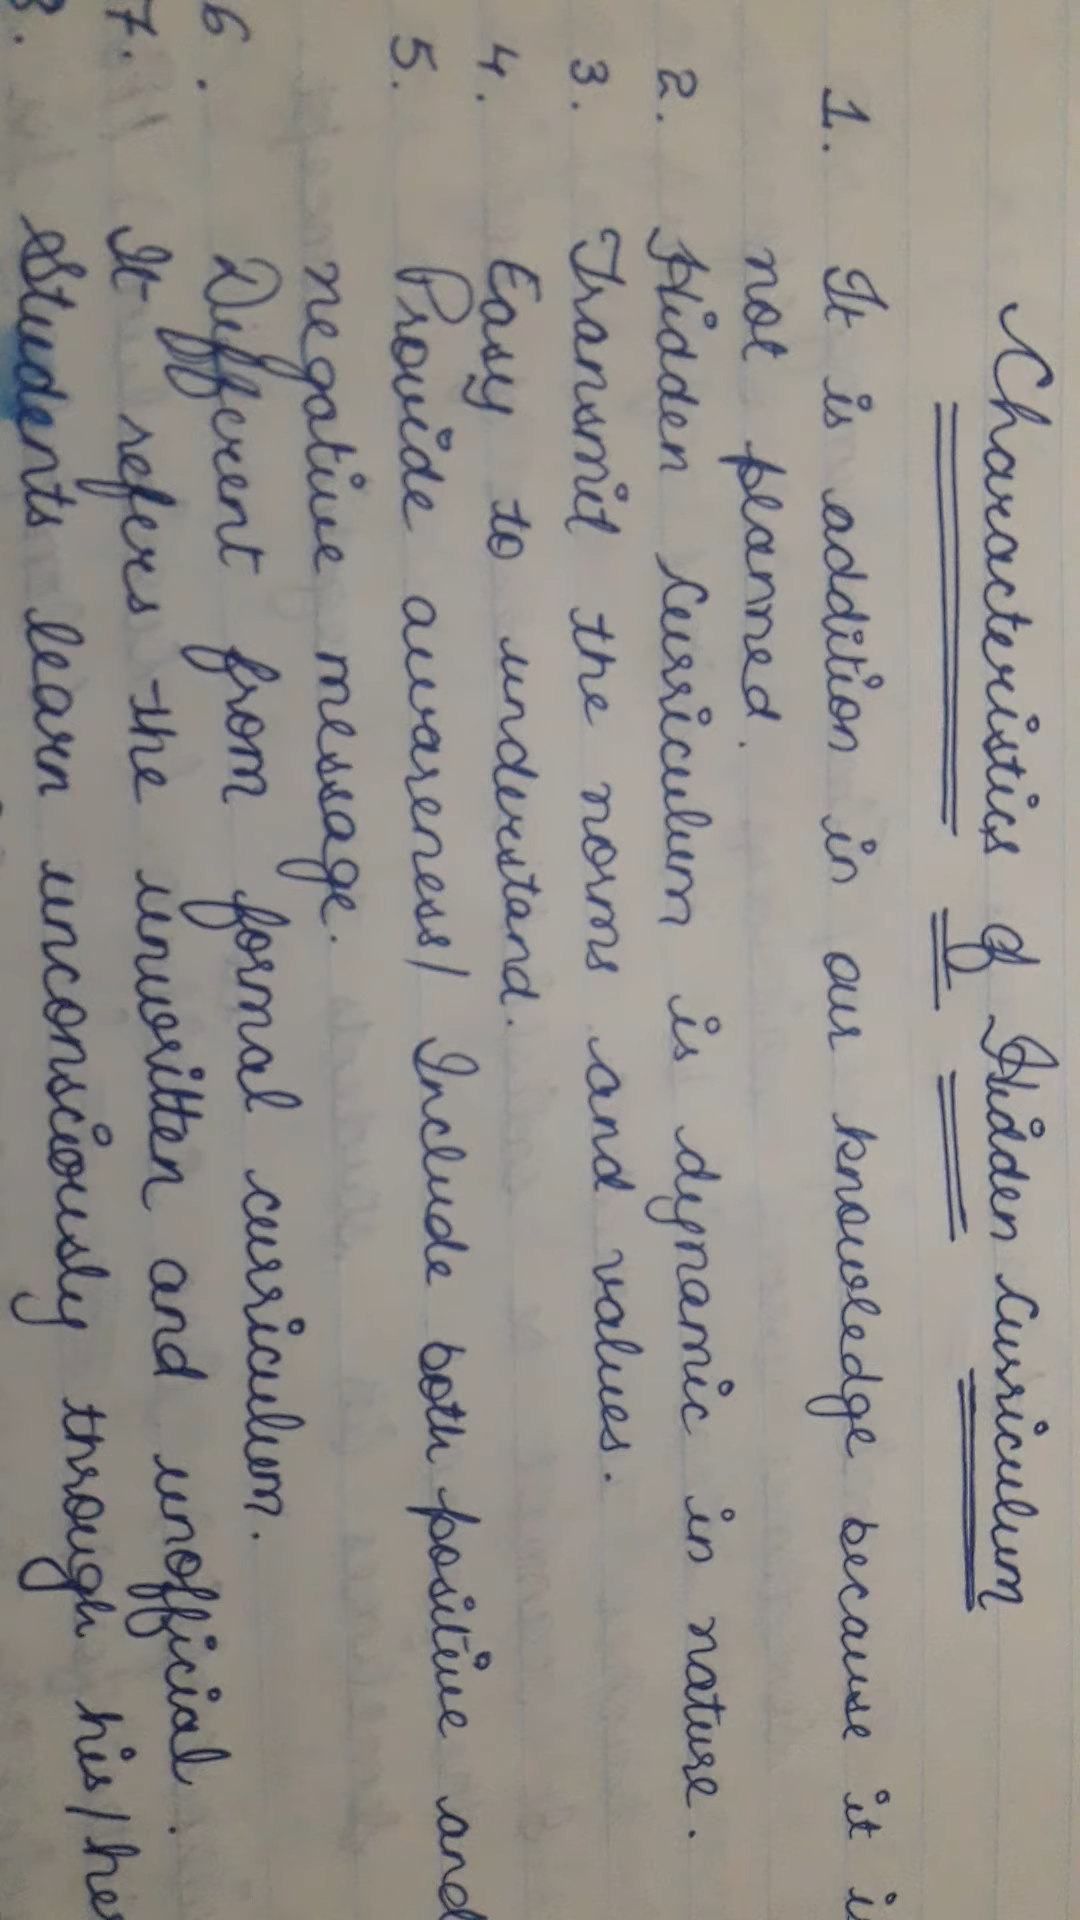 Characteristics of Hidden Curriculum
1. It is addition in our knowledge because it is
not planned.
2. Hidden Curriculum is dynamic in nature.
3. Transmit the norms and values.
4. Easy to understand.
5. Provide awareness/ Include both positive and
negative message.
6. Different from formal curriculum.
7. It refers the unwritten and unofficial.
8. Students learn unconsciously through his/her